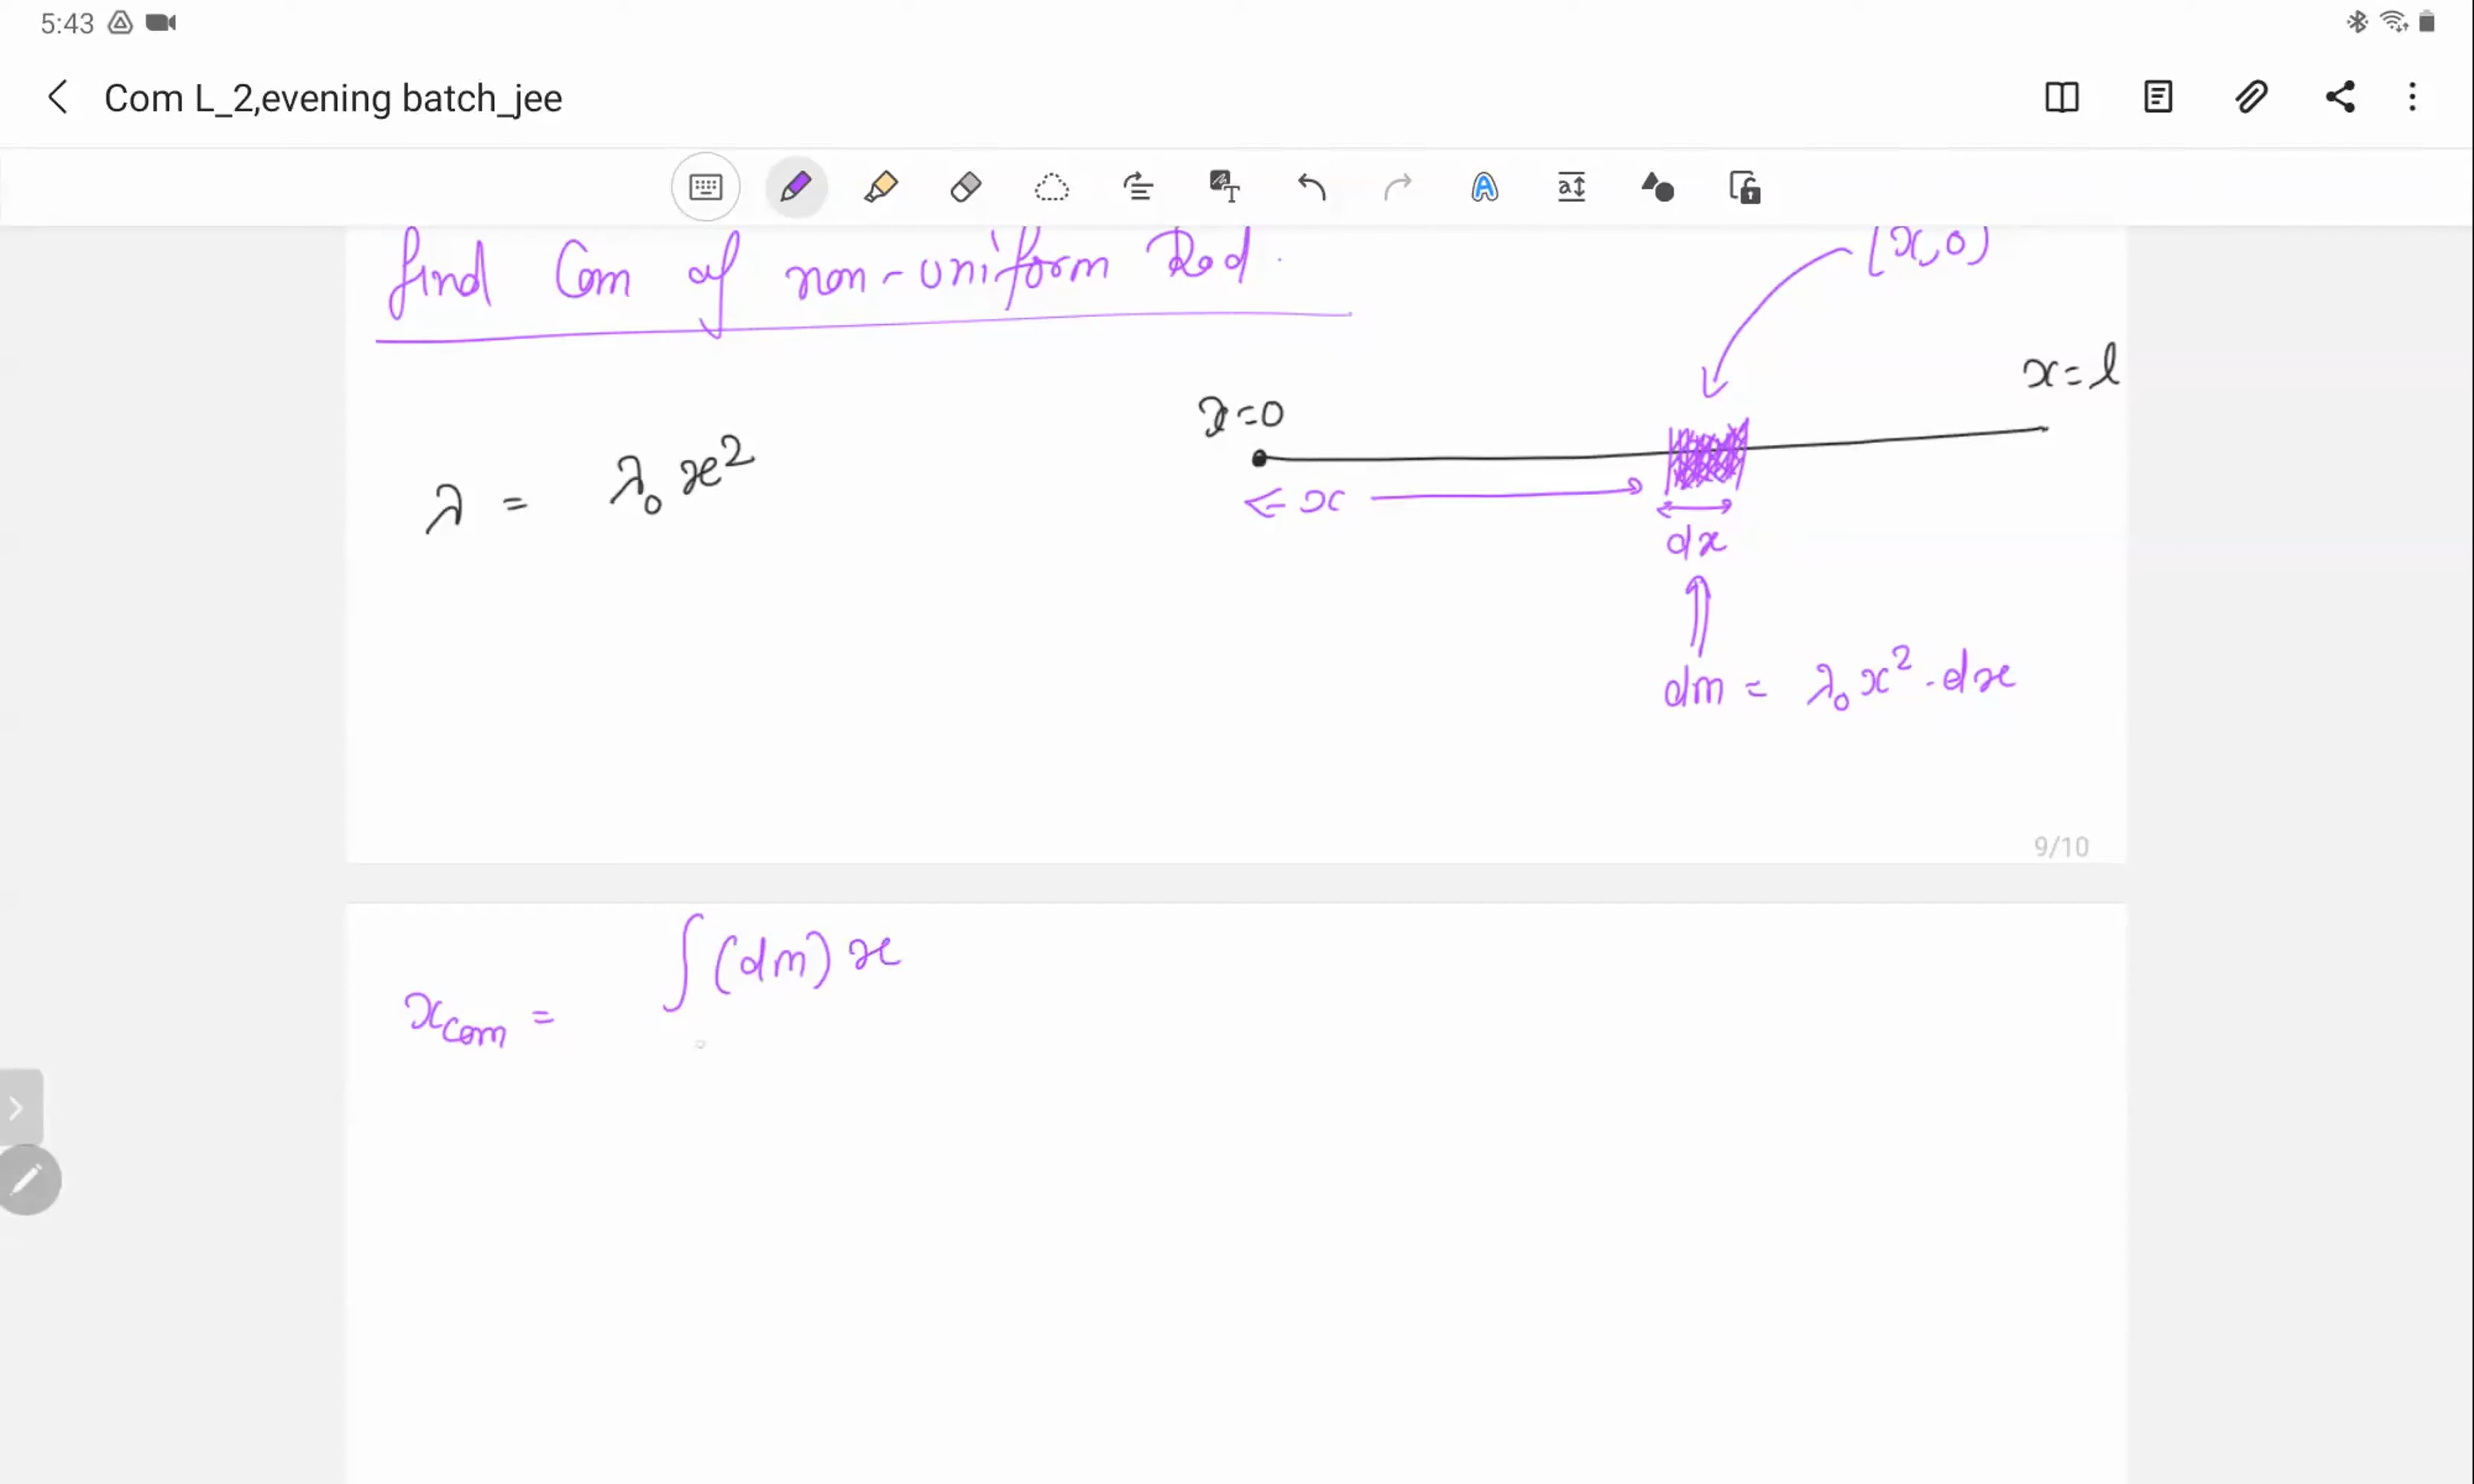 5:43
Com L_2,evening batch_jee
find Com of non-uniform Rod.
(x,0)
x=0
x=l
λ = λ₀ x²
x
dx
dm = λ₀ x² . dx
9/10
∫ (dm) x
x com =